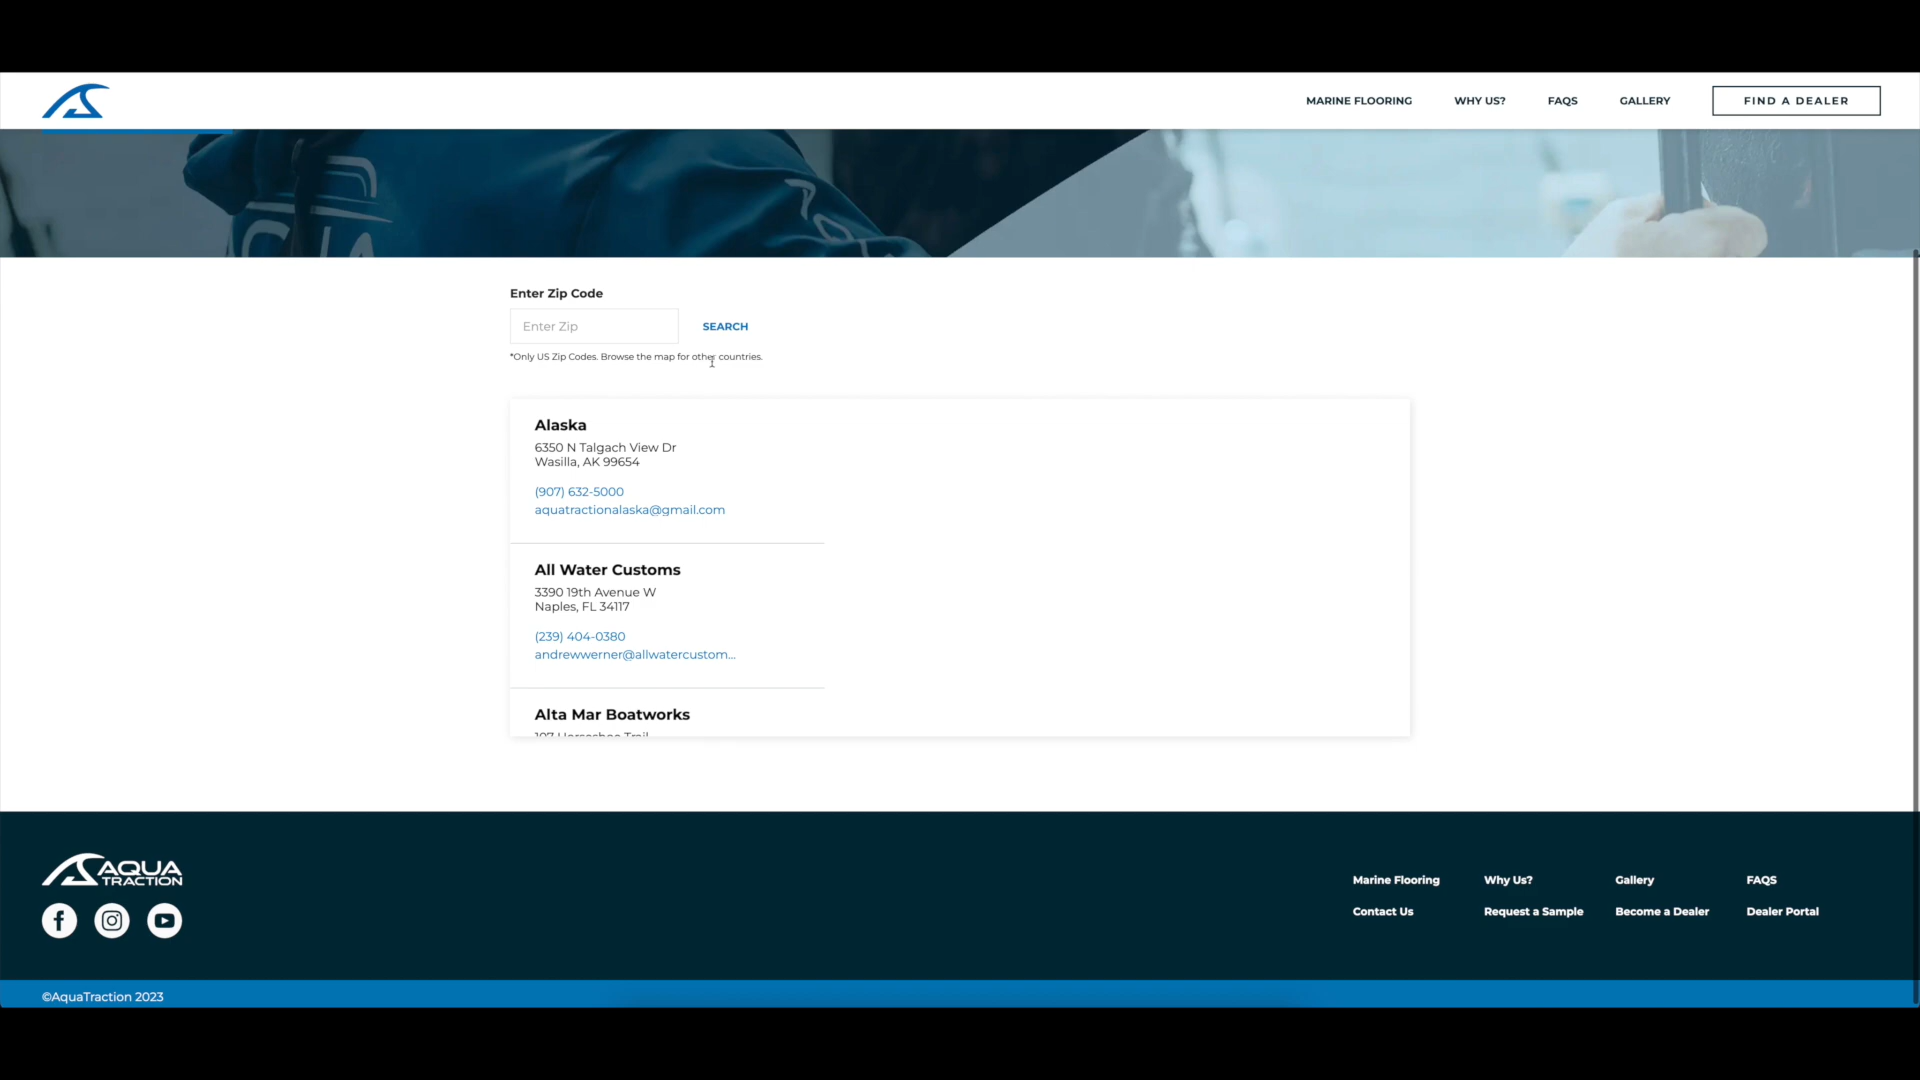 MARINE FLOORING
WHY US?
FAQS
GALLERY
FIND A DEALER
Enter Zip Code
Enter Zip
SEARCH
*Only US Zip Codes. Browse the map for other countries.
Alaska
6350 N Talgach View Dr
Wasilla, AK 99654
(907) 632-5000
aquatractionalaska@gmail.com
All Water Customs
3390 19th Avenue W
Naples, FL 34117
(239) 404-0380
andrewwerner@allwatercustom...
Alta Mar Boatworks
107 Horseshoe Trail
AQUA
TRACTION
Marine Flooring
Why Us?
Gallery
FAQS
Contact Us
Request a Sample
Become a Dealer
Dealer Portal
©AquaTraction 2023